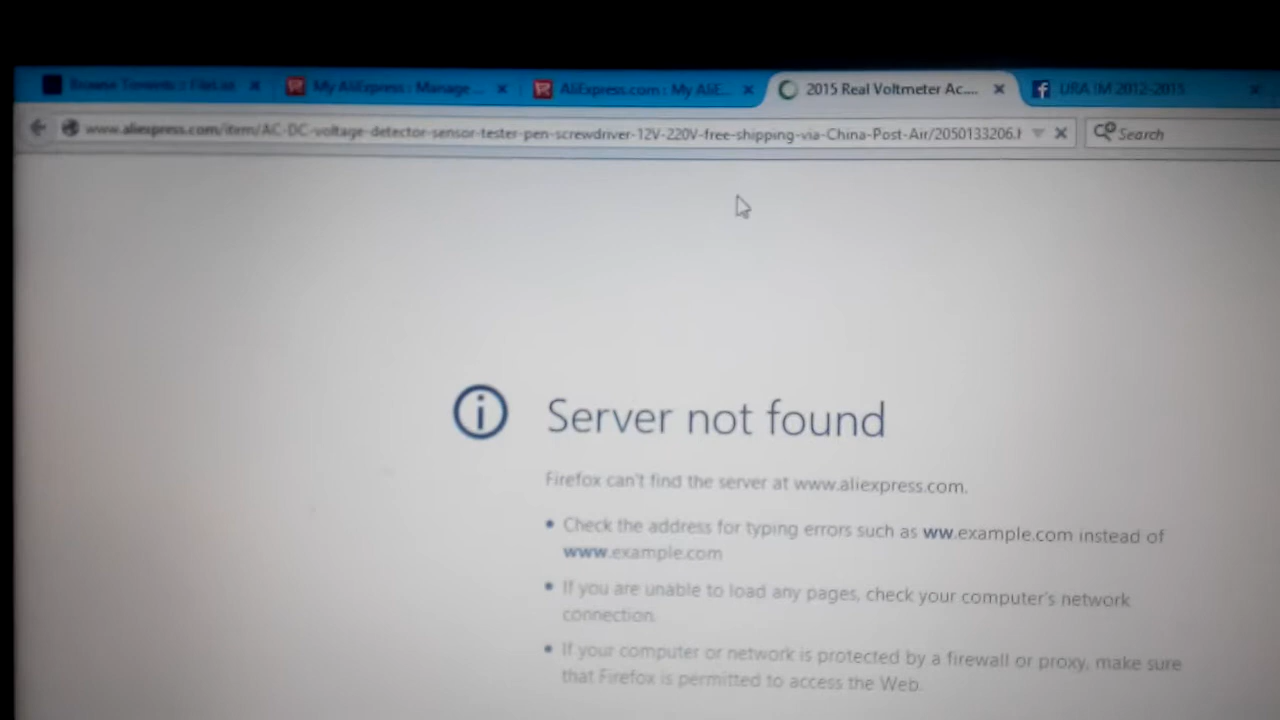 Browse Torrents :: FileList
My AliExpress : Manage ...
AliExpress.com : My AliE...
2015 Real Voltmeter Ac....
URA IM 2012-2015
www.aliexpress.com/item/AC-DC-voltage-detector-sensor-tester-pen-screwdriver-12V-220V-free-shipping-via-China-Post-Air/2050133206.h
Search
Server not found
Firefox can't find the server at www.aliexpress.com.
• Check the address for typing errors such as ww.example.com instead of
www.example.com
• If you are unable to load any pages, check your computer's network
connection.
• If your computer or network is protected by a firewall or proxy, make sure
that Firefox is permitted to access the Web.